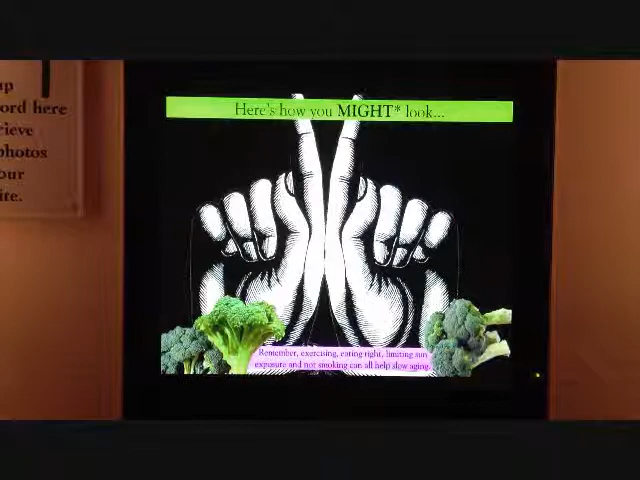 up
ord here
rieve
photos
our
ite.
Here's how you MIGHT* look...
Remember, exercising, eating right, limiting sun
exposure and not smoking can all help slow aging.